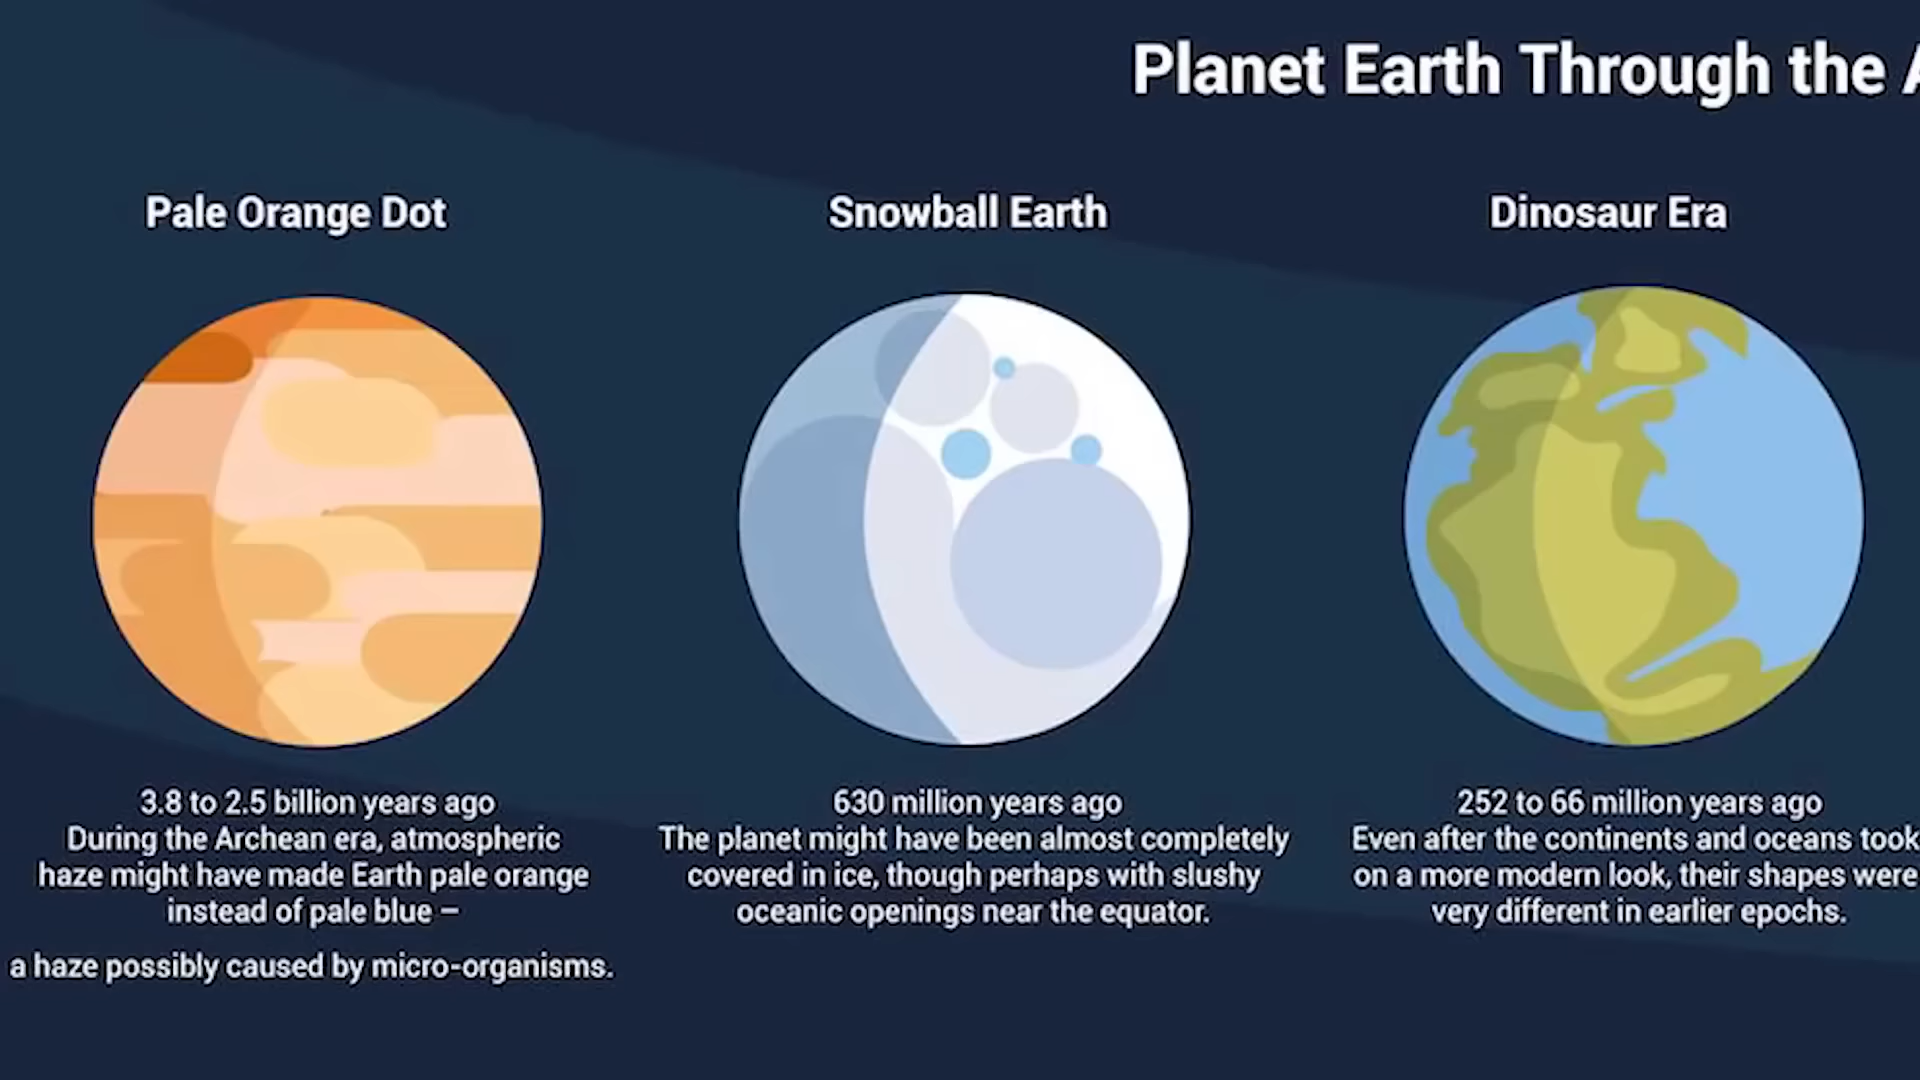 Planet Earth Through the
Pale Orange Dot
Snowball Earth
Dinosaur Era
3.8 to 2.5 billion years ago
During the Archean era, atmospheric
haze might have made Earth pale orange
instead of pale blue –
a haze possibly caused by micro-organisms.
630 million years ago
The planet might have been almost completely
covered in ice, though perhaps with slushy
oceanic openings near the equator.
252 to 66 million years ago
Even after the continents and oceans took
on a more modern look, their shapes were
very different in earlier epochs.